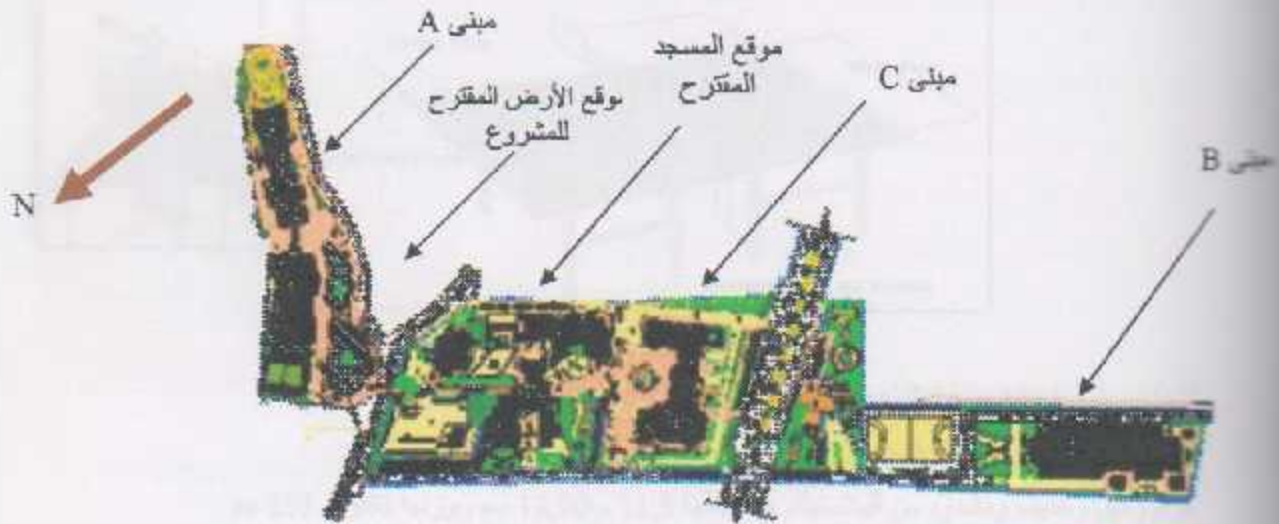 مبنى A
موقع المسجد
المقترح
موقع الأرض المقترح
للمشروع
مبنى C
مبنى B
N